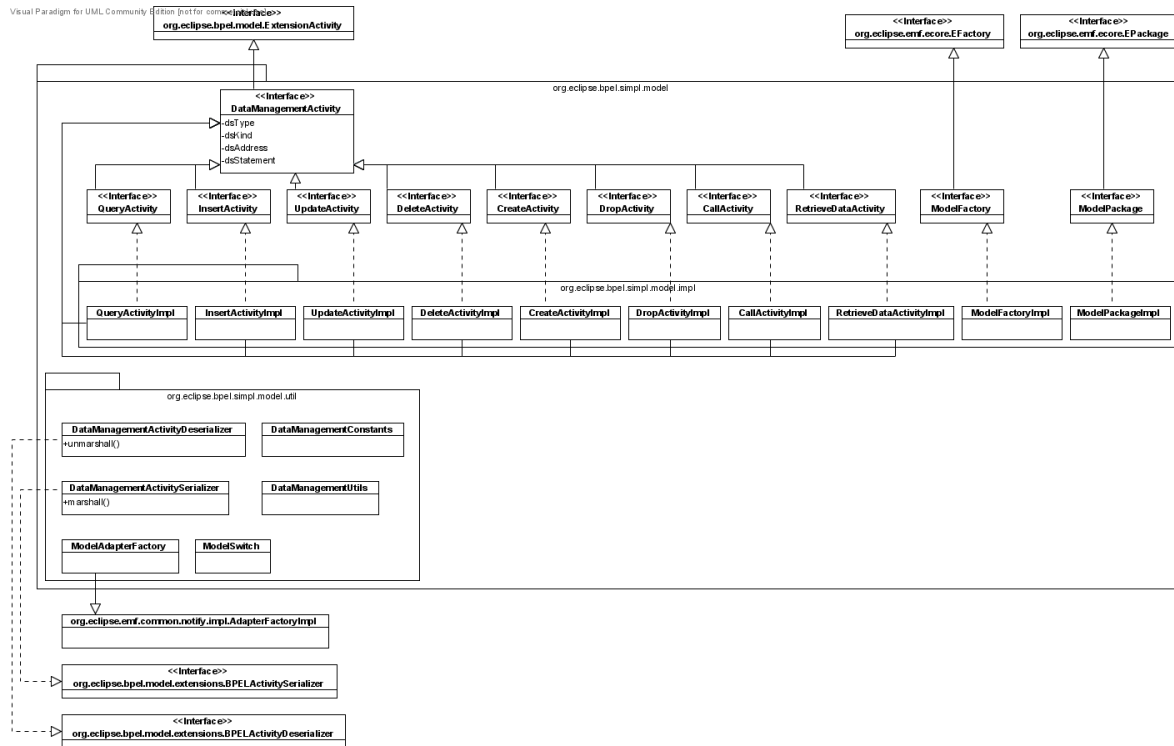 Visual Paradigm for UML Community Edition [not for comme
<<Interface>>
org.eclipse.bpel.model.ExtensionActivity
<<Interface>>
org.eclipse.emf.ecore.EFactory
<<Interface>>
org.eclipse.emf.ecore.EPackage
org.eclipse.bpel.simpl.model
<<Interface>>
DataManagementActivity
-dsType
-dsKind
-dsAddress
-dsStatement
<<Interface>>
QueryActivity
<<Interface>>
InsertActivity
<<Interface>>
UpdateActivity
<<Interface>>
DeleteActivity
<<Interface>>
CreateActivity
<<Interface>>
DropActivity
<<Interface>>
CallActivity
<<Interface>>
RetrieveDataActivity
<<Interface>>
ModelFactory
<<Interface>>
ModelPackage
org.eclipse.bpel.simpl.model.impl
QueryActivityImpl
InsertActivityImpl
UpdateActivityImpl
DeleteActivityImpl
CreateActivityImpl
DropActivityImpl
CallActivityImpl
RetrieveDataActivityImpl
ModelFactoryImpl
ModelPackageImpl
org.eclipse.bpel.simpl.model.util
DataManagementActivityDeserializer
+unmarshall()
DataManagementConstants
DataManagementActivitySerializer
+marshall()
DataManagementUtils
ModelAdapterFactory
ModelSwitch
org.eclipse.emf.common.notify.impl.AdapterFactoryImpl
<<Interface>>
org.eclipse.bpel.model.extensions.BPELActivitySerializer
<<Interface>>
org.eclipse.bpel.model.extensions.BPELActivityDeserializer